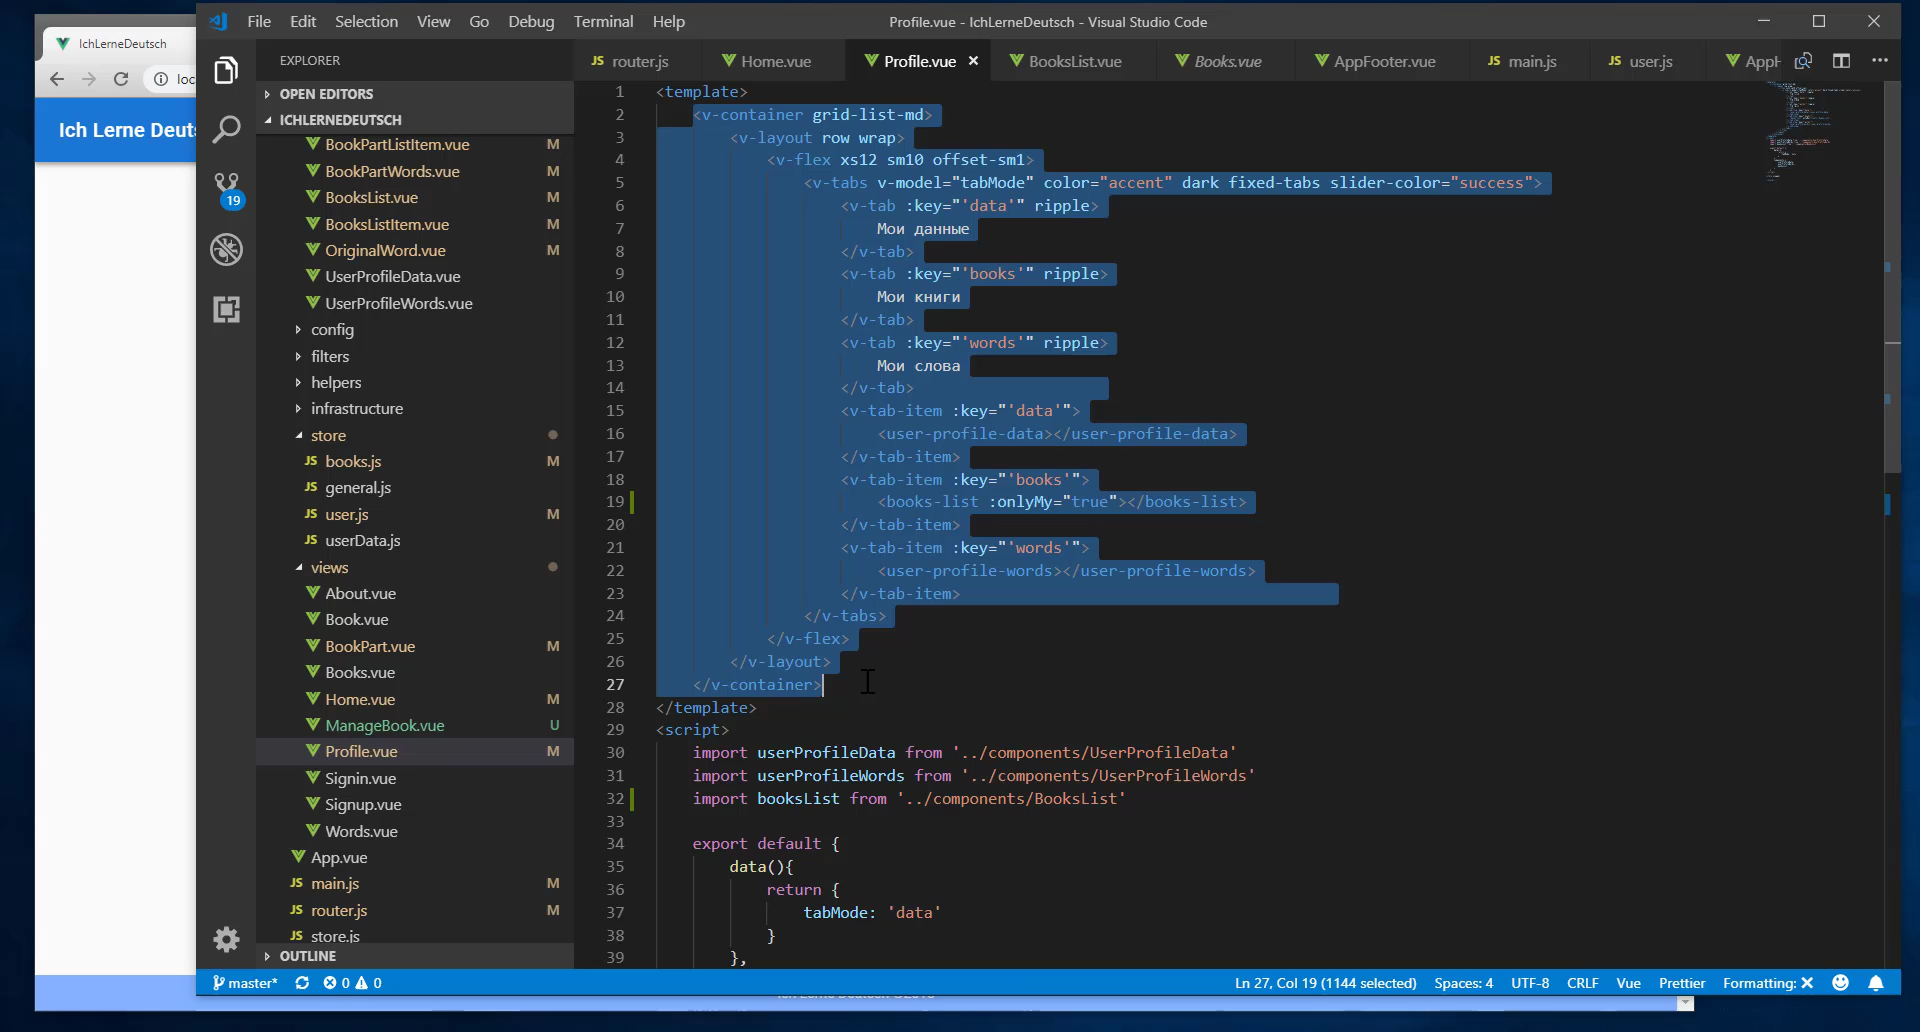 IchLerneDeutsch
loc
Ich Lerne Deuts
File Edit Selection View Go Debug Terminal Help
Profile.vue - IchLerneDeutsch - Visual Studio Code
EXPLORER
router.js Home.vue Profile.vue BooksList.vue Books.vue AppFooter.vue main.js user.js AppH
OPEN EDITORS
ICHLERNEDEUTSCH
BookPartListItem.vue M
BookPartWords.vue M
BooksList.vue M
BooksListItem.vue M
OriginalWord.vue M
UserProfileData.vue
UserProfileWords.vue
config
filters
helpers
infrastructure
store
JS books.js M
JS general.js
JS user.js M
JS userData.js
views
About.vue
Book.vue
BookPart.vue M
Books.vue
Home.vue M
ManageBook.vue U
Profile.vue M
Signin.vue
Signup.vue
Words.vue
App.vue
JS main.js M
JS router.js M
JS store.js
OUTLINE
19
1 <template>
2 <v-container grid-list-md>
3 <v-layout row wrap>
4 <v-flex xs12 sm10 offset-sm1>
5 <v-tabs v-model="tabMode" color="accent" dark fixed-tabs slider-color="success">
6 <v-tab :key="'data'" ripple>
7 Мои данные
8 </v-tab>
9 <v-tab :key="'books'" ripple>
10 Мои книги
11 </v-tab>
12 <v-tab :key="'words'" ripple>
13 Мои слова
14 </v-tab>
15 <v-tab-item :key="'data'">
16 <user-profile-data></user-profile-data>
17 </v-tab-item>
18 <v-tab-item :key="'books'">
19 <books-list :onlyMy="true"></books-list>
20 </v-tab-item>
21 <v-tab-item :key="'words'">
22 <user-profile-words></user-profile-words>
23 </v-tab-item>
24 </v-tabs>
25 </v-flex>
26 </v-layout>
27 </v-container>
28 </template>
29 <script>
30 import userProfileData from '../components/UserProfileData'
31 import userProfileWords from '../components/UserProfileWords'
32 import booksList from '../components/BooksList'
33
34 export default {
35 data(){
36 return {
37 tabMode: 'data'
38 }
39 },
master* 0 0 Ln 27, Col 19 (1144 selected) Spaces: 4 UTF-8 CRLF Vue Prettier Formatting: ✕